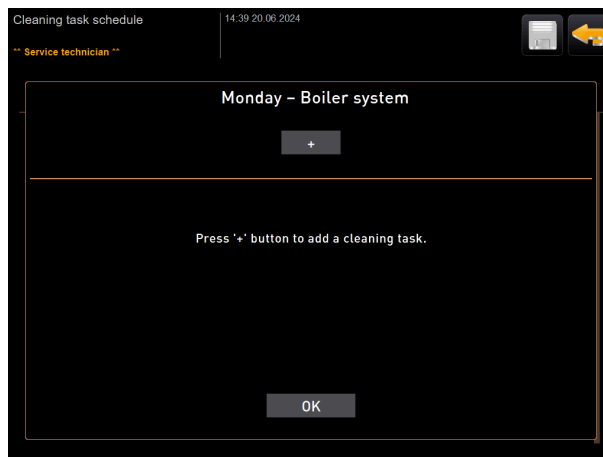 Cleaning task schedule
14:39 20.06.2024
** Service technician **
Monday – Boiler system
+
Press '+' button to add a cleaning task.
OK